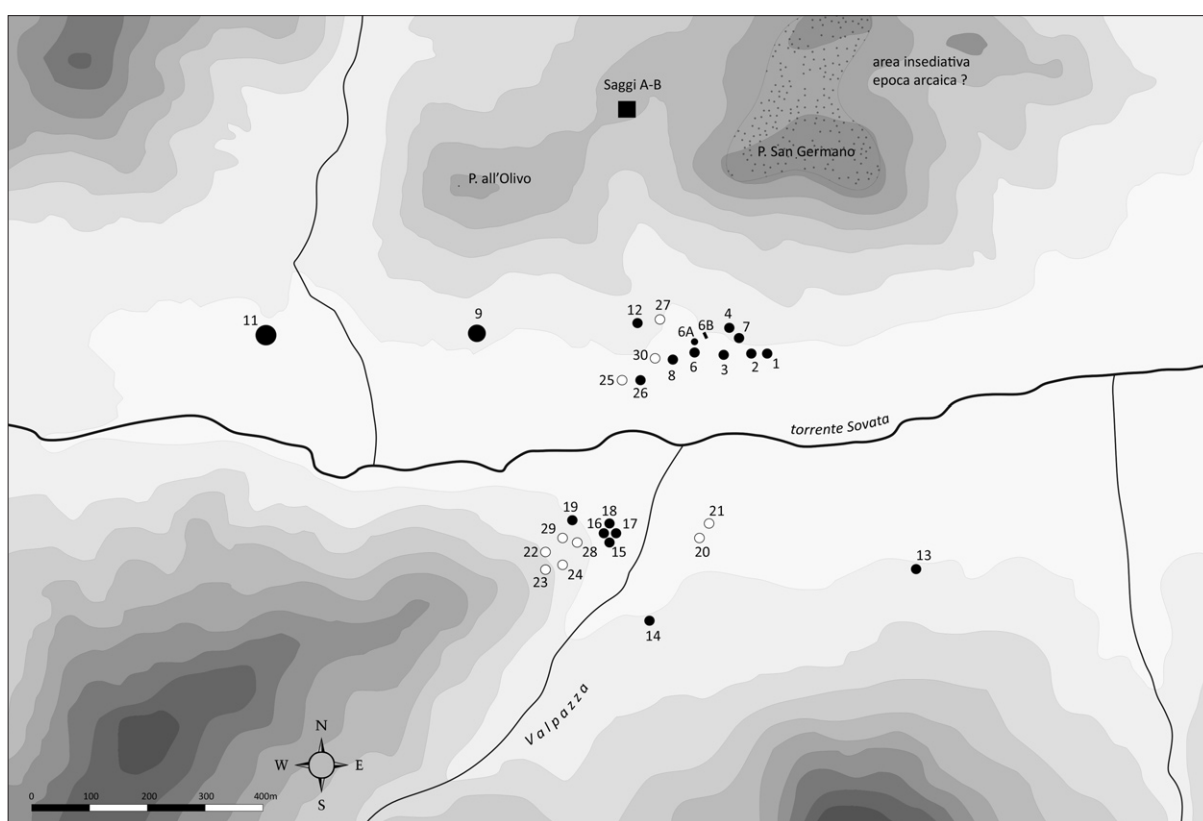 Saggi A-B
area insediativa
epoca arcaica ?
P. San Germano
P. all'Olivo
11
9
12
27
4
7
6A
6B
30
8
6
3
2
1
25
26
torrente Sovata
19
18
16
17
29
28
15
22
23
24
21
20
13
14
Valpazza
N
W
E
S
0
100
200
300
400m